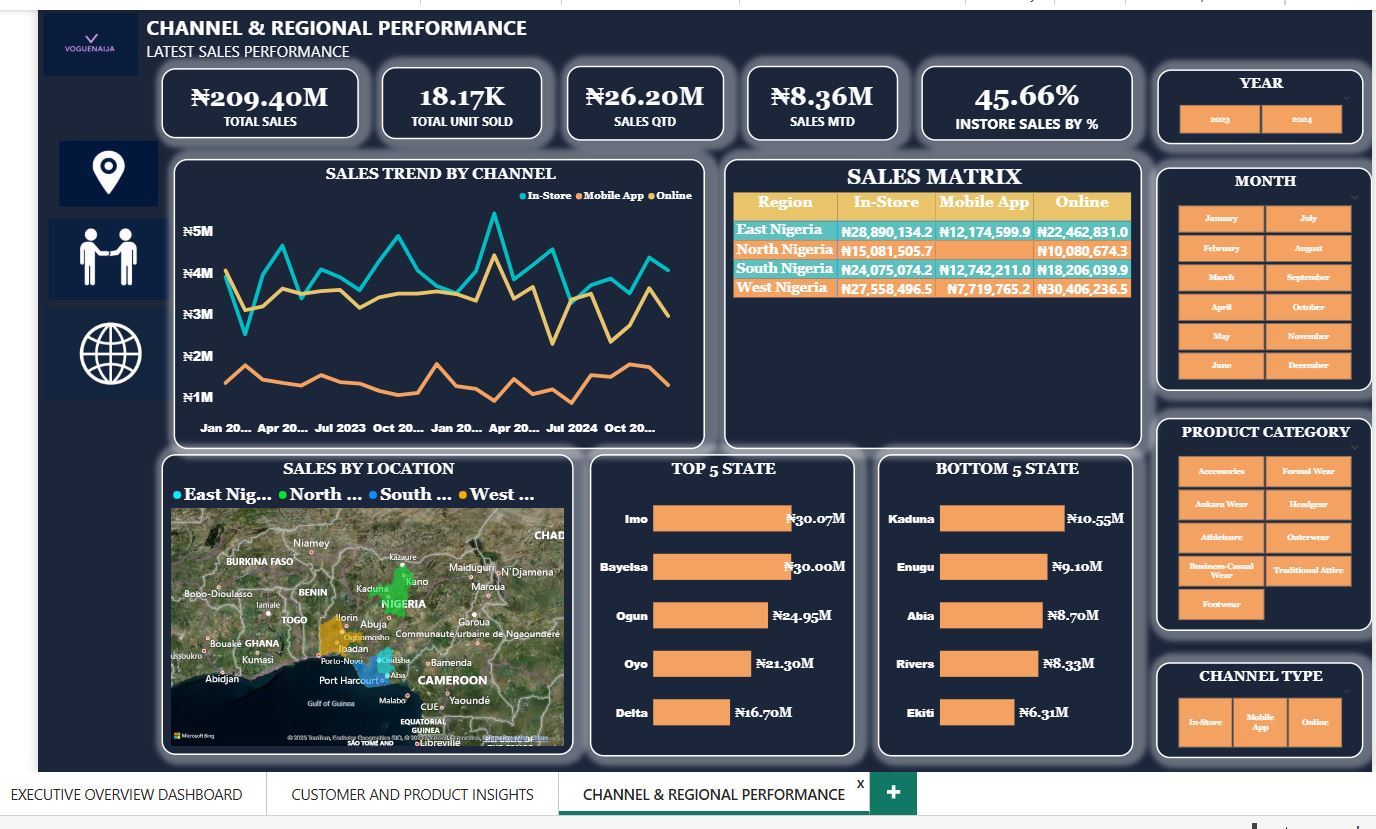 VOGUENAIJA
CHANNEL & REGIONAL PERFORMANCE
LATEST SALES PERFORMANCE
₦209.40M
TOTAL SALES
18.17K
TOTAL UNIT SOLD
₦26.20M
SALES QTD
₦8.36M
SALES MTD
45.66%
INSTORE SALES BY %
YEAR
2023 2024
SALES TREND BY CHANNEL
In-Store Mobile App Online
₦5M
₦4M
₦3M
₦2M
₦1M
Jan 20... Apr 20... Jul 2023 Oct 20... Jan 20... Apr 20... Jul 2024 Oct 20...
SALES MATRIX
Region In-Store Mobile App Online
East Nigeria ₦28,890,134.2 ₦12,174,599.9 ₦22,462,831.0
North Nigeria ₦15,081,505.7 ₦10,080,674.3
South Nigeria ₦24,075,074.2 ₦12,742,211.0 ₦18,206,039.9
West Nigeria ₦27,558,496.5 ₦7,719,765.2 ₦30,406,236.5
MONTH
January July
February August
March September
April October
May November
June December
SALES BY LOCATION
East Nig... North ... South ... West ...
CHAD
Niamey
Kazaure
BURKINA FASO
Maiduguri
N'Djamena
Kano
Kaduna
Maroua
Bobo-Dioulasso
BENIN
Tamale
NIGERIA
TOGO
Ilorin
Abuja
Garoua
Ogbomosho
Communauté urbaine de Ngaoundéré
Bouaké
GHANA
Ibadan
ussoukro
Kumasi
Porto-Novo
Onitsha
Bamenda
Abidjan
Port Harcourt
Aba
CAMEROON
Gulf of Guinea
Malabo
CUE
Yaoundé
EQUATORIAL
GUINEA
Microsoft Bing
SÃO TOMÉ AND
Libreville
TOP 5 STATE
Imo ₦30.07M
Bayelsa ₦30.00M
Ogun ₦24.95M
Oyo ₦21.30M
Delta ₦16.70M
BOTTOM 5 STATE
Kaduna ₦10.55M
Enugu ₦9.10M
Abia ₦8.70M
Rivers ₦8.33M
Ekiti ₦6.31M
PRODUCT CATEGORY
Accessories Formal Wear
Ankara Wear Headgear
Athleisure Outerwear
Business-Casual
Wear
Traditional Attire
Footwear
CHANNEL TYPE
In-Store
Mobile
App
Online
EXECUTIVE OVERVIEW DASHBOARD CUSTOMER AND PRODUCT INSIGHTS CHANNEL & REGIONAL PERFORMANCE x +